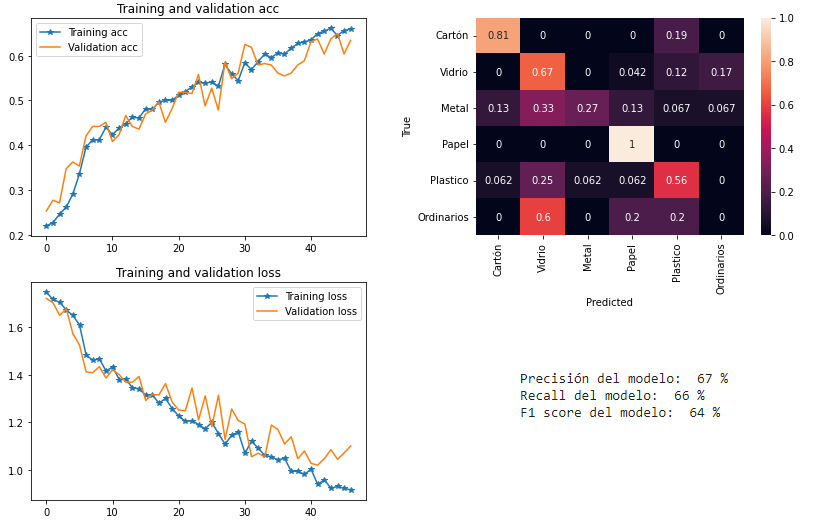 Training and validation acc
Training acc
Validation acc
0.6
0.5
0.4
0.3
0.2
0 10 20 30 40
Training and validation loss
Training loss
Validation loss
1.6
1.4
1.2
1.0
0 10 20 30 40
True
Cartón 0.81 0 0 0 0.19 0
Vidrio 0 0.67 0 0.042 0.12 0.17
Metal 0.13 0.33 0.27 0.13 0.067 0.067
Papel 0 0 0 1 0 0
Plastico 0.062 0.25 0.062 0.062 0.56 0
Ordinarios 0 0.6 0 0.2 0.2 0
Cartón Vidrio Metal Papel Plastico Ordinarios
Predicted
1.0
0.8
0.6
0.4
0.2
0.0
Precisión del modelo: 67 %
Recall del modelo: 66 %
F1 score del modelo: 64 %